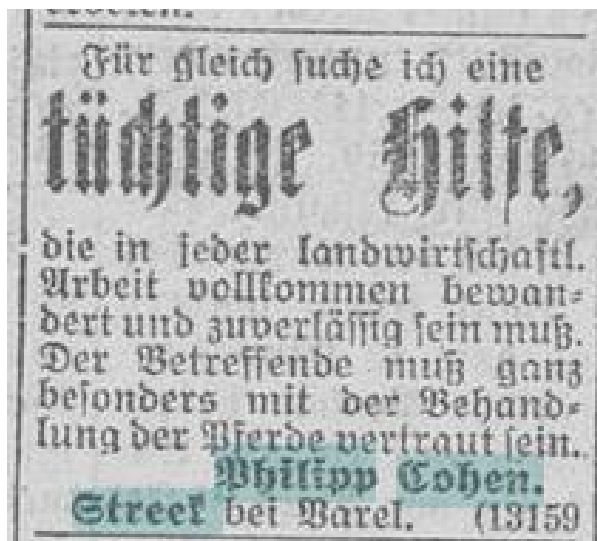 Für gleich suche ich eine
tüchtige Hilfe,
die in jeder landwirtschaftl.
Arbeit vollkommen bewan-
dert und zuverlässig sein muß.
Der Betreffende muß ganz
besonders mit der Behand-
lung der Pferde vertraut sein.
Philipp Cohen.
Streek bei Varel. (13159